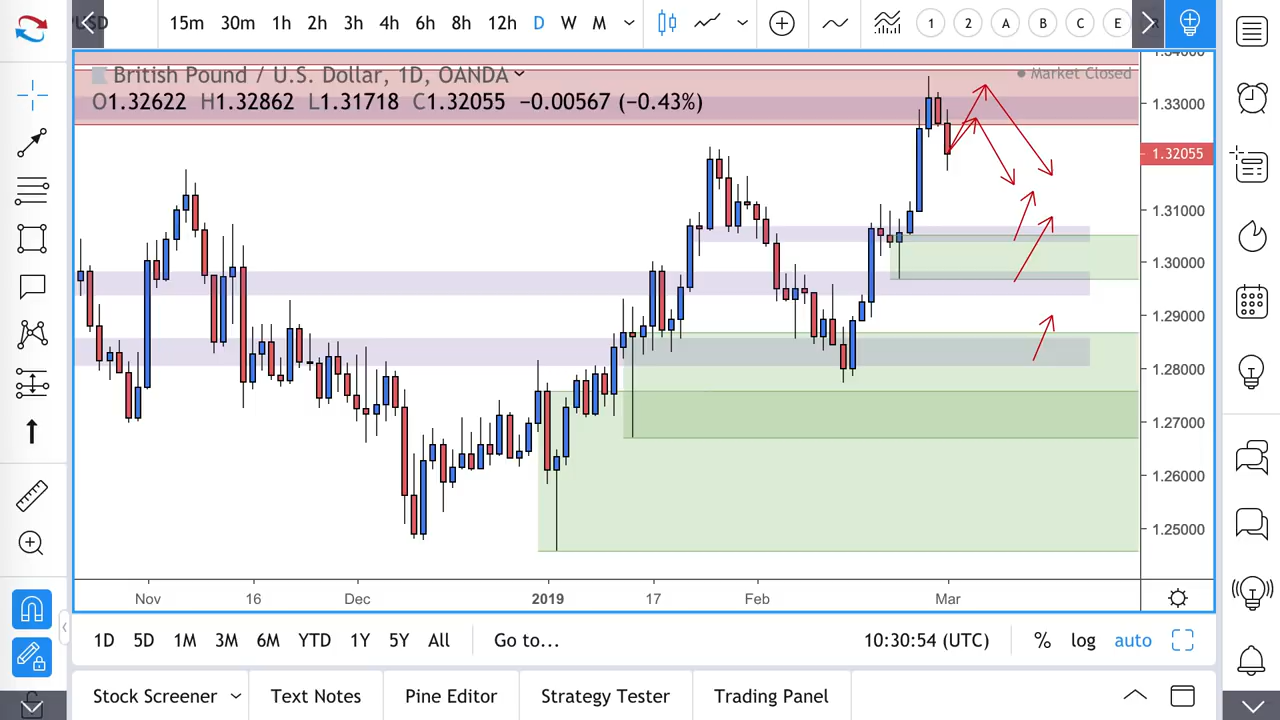 USD 15m 30m 1h 2h 3h 4h 6h 8h 12h D W M 1 2 A B C E
British Pound / U.S. Dollar, 1D, OANDA
Market Closed
O1.32622 H1.32862 L1.31718 C1.32055 −0.00567 (−0.43%)
1.34000
1.33000
1.32055
1.31000
1.30000
1.29000
1.28000
1.27000
1.26000
1.25000
Nov 16 Dec 2019 17 Feb Mar
1D 5D 1M 3M 6M YTD 1Y 5Y All Go to... 10:30:54 (UTC) % log auto
Stock Screener Text Notes Pine Editor Strategy Tester Trading Panel